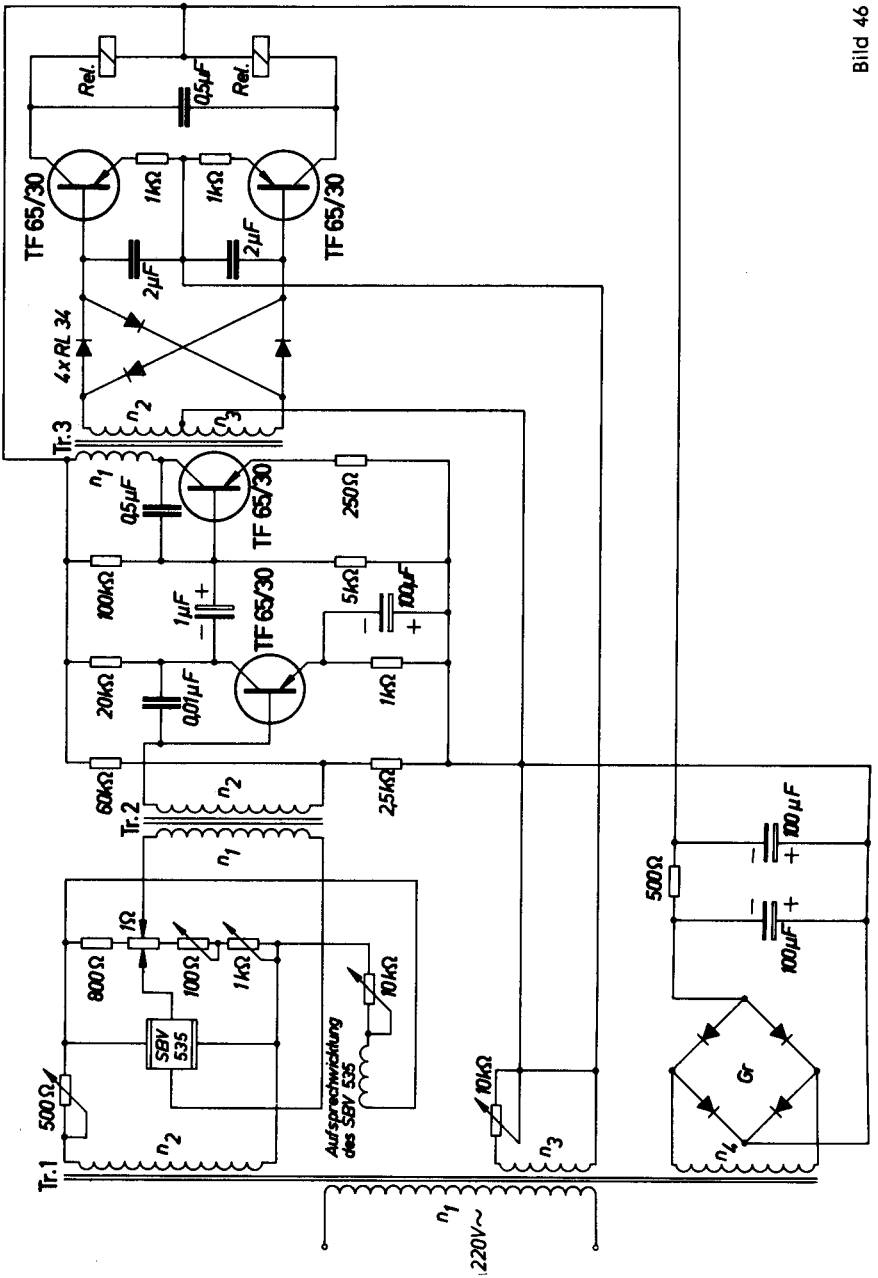 Bild 46
Tr.1
n₁
220V~
n₂
500Ω
SBV
535
800Ω
1Ω
100Ω
1kΩ
10kΩ
Aufsprechwicklung
des SBV 535
n₃
10kΩ
n₄
Gr
500Ω
100µF
−
+
100µF
−
+
Tr.2
n₁
n₂
60kΩ
2,5kΩ
20kΩ
0,01µF
TF 65/30
1kΩ
100µF
−
+
1µF
−
+
100kΩ
5kΩ
0,5µF
TF 65/30
250Ω
Tr.3
n₁
n₂
n₃
4x RL 34
2µF
2µF
TF 65/30
TF 65/30
1kΩ
1kΩ
0,5µF
Rel.
Rel.